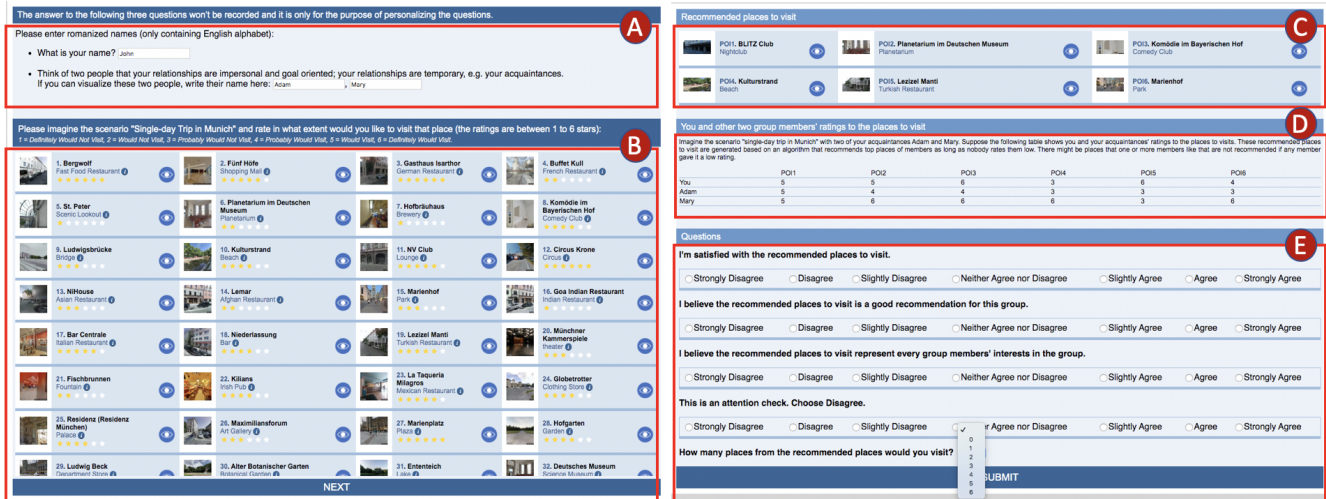 The answer to the following three questions won't be recorded and it is only for the purpose of personalizing the questions.
A
Please enter romanized names (only containing English alphabet):
• What is your name? John
• Think of two people that your relationships are impersonal and goal oriented; your relationships are temporary, e.g. your acquaintances.
If you can visualize these two people, write their name here: Adam , Mary
Please imagine the scenario "Single-day Trip in Munich" and rate in what extent would you like to visit that place (the ratings are between 1 to 6 stars):
1 = Definitely Would Not Visit, 2 = Would Not Visit, 3 = Probably Would Not Visit, 4 = Probably Would Visit, 5 = Would Visit, 6 = Definitely Would Visit.
B
1. Bergwolf
Fast Food Restaurant
2. Fünf Höfe
Shopping Mall
3. Gasthaus Isarthor
German Restaurant
4. Buffet Kull
French Restaurant
5. St. Peter
Scenic Lookout
6. Planetarium im Deutschen
Museum
Planetarium
7. Hofbräuhaus
Brewery
8. Komödie im
Bayerischen Hof
Comedy Club
9. Ludwigsbrücke
Bridge
10. Kulturstrand
Beach
11. NV Club
Lounge
12. Circus Krone
Circus
13. NiHouse
Asian Restaurant
14. Lemar
Afghan Restaurant
15. Marienhof
Park
16. Goa Indian Restaurant
Indian Restaurant
17. Bar Centrale
Italian Restaurant
18. Niederlassung
Bar
19. Lezizel Manti
Turkish Restaurant
20. Münchner
Kammerspiele
theater
21. Fischbrunnen
Fountain
22. Kilians
Irish Pub
23. La Taqueria
Milagros
Mexican Restaurant
24. Globetrotter
Clothing Store
25. Residenz (Residenz
München)
Palace
26. Maximiliansforum
Art Gallery
27. Marienplatz
Plaza
28. Hofgarten
Garden
29. Ludwig Beck
Department Store
30. Alter Botanischer Garten
Botanical Garden
31. Ententeich
Lake
32. Deutsches Museum
Science Museum
NEXT
Recommended places to visit
C
POI1. BLITZ Club
Nightclub
POI2. Planetarium im Deutschen Museum
Planetarium
POI3. Komödie im Bayerischen Hof
Comedy Club
POI4. Kulturstrand
Beach
POI5. Lezizel Manti
Turkish Restaurant
POI6. Marienhof
Park
You and other two group members' ratings to the places to visit
D
Imagine the scenario "single-day trip in Munich" with two of your acquaintances Adam and Mary. Suppose the following table shows you and your acquaintances' ratings to the places to visits. These recommended places
to visit are generated based on an algorithm that recommends top places of members as long as nobody rates them low. There might be places that one or more members like that are not recommended if any member
gave it a low rating.
POI1 POI2 POI3 POI4 POI5 POI6
You 5 5 6 3 6 4
Adam 5 4 4 3 3 3
Mary 5 6 6 6 3 6
Questions
E
I'm satisfied with the recommended places to visit.
Strongly Disagree Disagree Slightly Disagree Neither Agree nor Disagree Slightly Agree Agree Strongly Agree
I believe the recommended places to visit is a good recommendation for this group.
Strongly Disagree Disagree Slightly Disagree Neither Agree nor Disagree Slightly Agree Agree Strongly Agree
I believe the recommended places to visit represent every group members' interests in the group.
Strongly Disagree Disagree Slightly Disagree Neither Agree nor Disagree Slightly Agree Agree Strongly Agree
This is an attention check. Choose Disagree.
Strongly Disagree Disagree Slightly Disagree Agree nor Disagree Slightly Agree Agree Strongly Agree
How many places from the recommended places would you visit?
0
1
2
3
4
5
6
SUBMIT